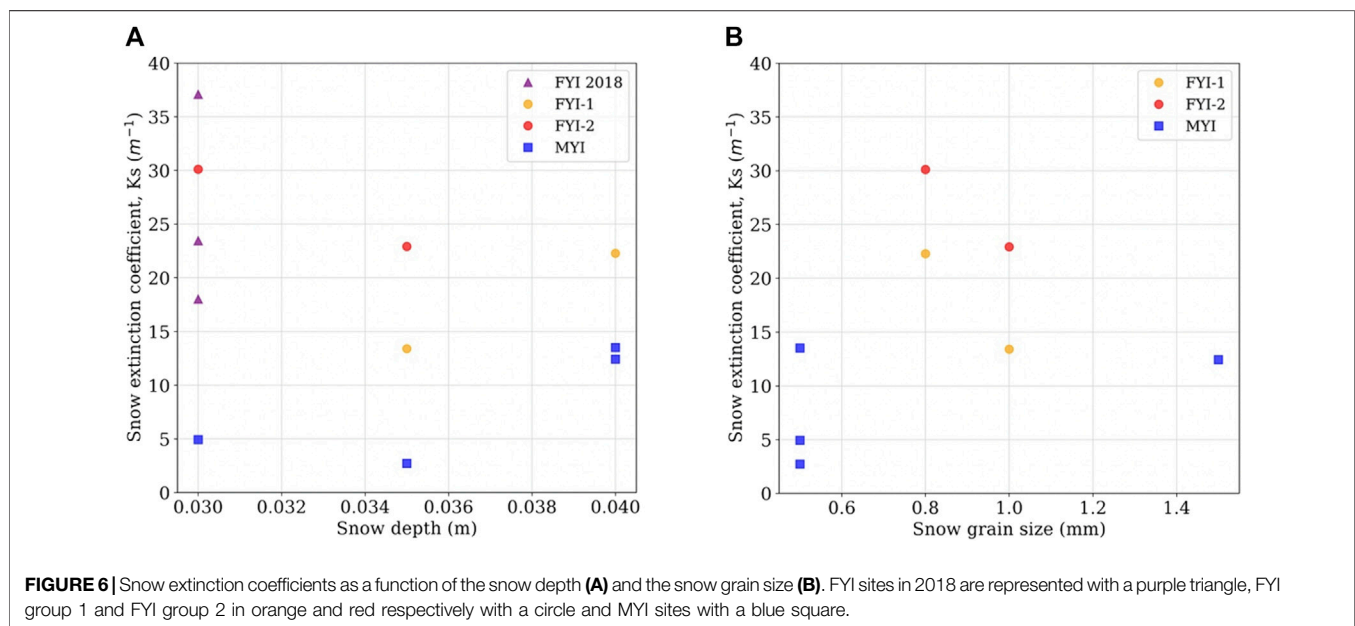 A
40
35
30
25
20
15
10
5
0
Snow extinction coefficient, Ks (m⁻¹)
FYI 2018
FYI-1
FYI-2
MYI
0.030 0.032 0.034 0.036 0.038 0.040
Snow depth (m)
B
40
35
30
25
20
15
10
5
0
Snow extinction coefficient, Ks (m⁻¹)
FYI-1
FYI-2
MYI
0.6 0.8 1.0 1.2 1.4
Snow grain size (mm)
FIGURE 6 | Snow extinction coefficients as a function of the snow depth (A) and the snow grain size (B). FYI sites in 2018 are represented with a purple triangle, FYI
group 1 and FYI group 2 in orange and red respectively with a circle and MYI sites with a blue square.